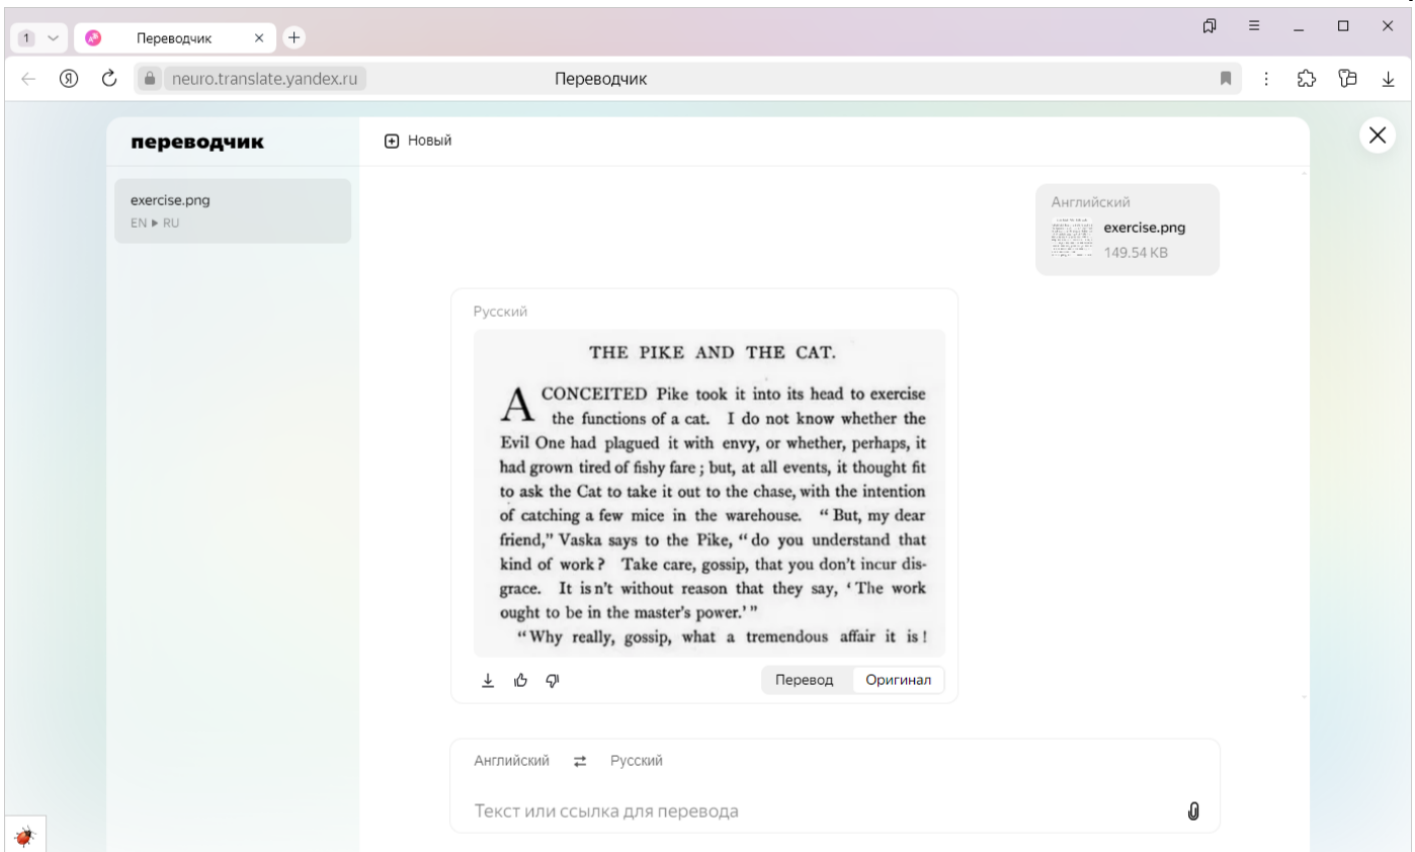 1
Переводчик
neuro.translate.yandex.ru
Переводчик
переводчик
Новый
exercise.png
EN ▸ RU
Английский
exercise.png
149.54 KB
Русский
THE PIKE AND THE CAT.
A CONCEITED Pike took it into its head to exercise
the functions of a cat. I do not know whether the
Evil One had plagued it with envy, or whether, perhaps, it
had grown tired of fishy fare; but, at all events, it thought fit
to ask the Cat to take it out to the chase, with the intention
of catching a few mice in the warehouse. “But, my dear
friend,” Vaska says to the Pike, “do you understand that
kind of work? Take care, gossip, that you don't incur dis-
grace. It isn't without reason that they say, ‘The work
ought to be in the master's power.’”
“Why really, gossip, what a tremendous affair it is!
Перевод Оригинал
Английский ⇄ Русский
Текст или ссылка для перевода